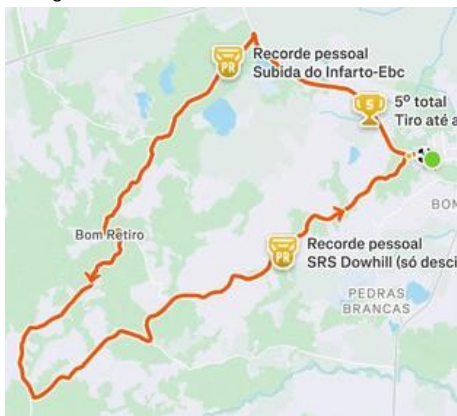 Recorde pessoal
Subida do Infarto-Ebc
PR
5
5º total
Tiro até a
Bom Retiro
BO
Recorde pessoal
SRS Dowhill (só desci
PR
PEDRAS
BRANCAS